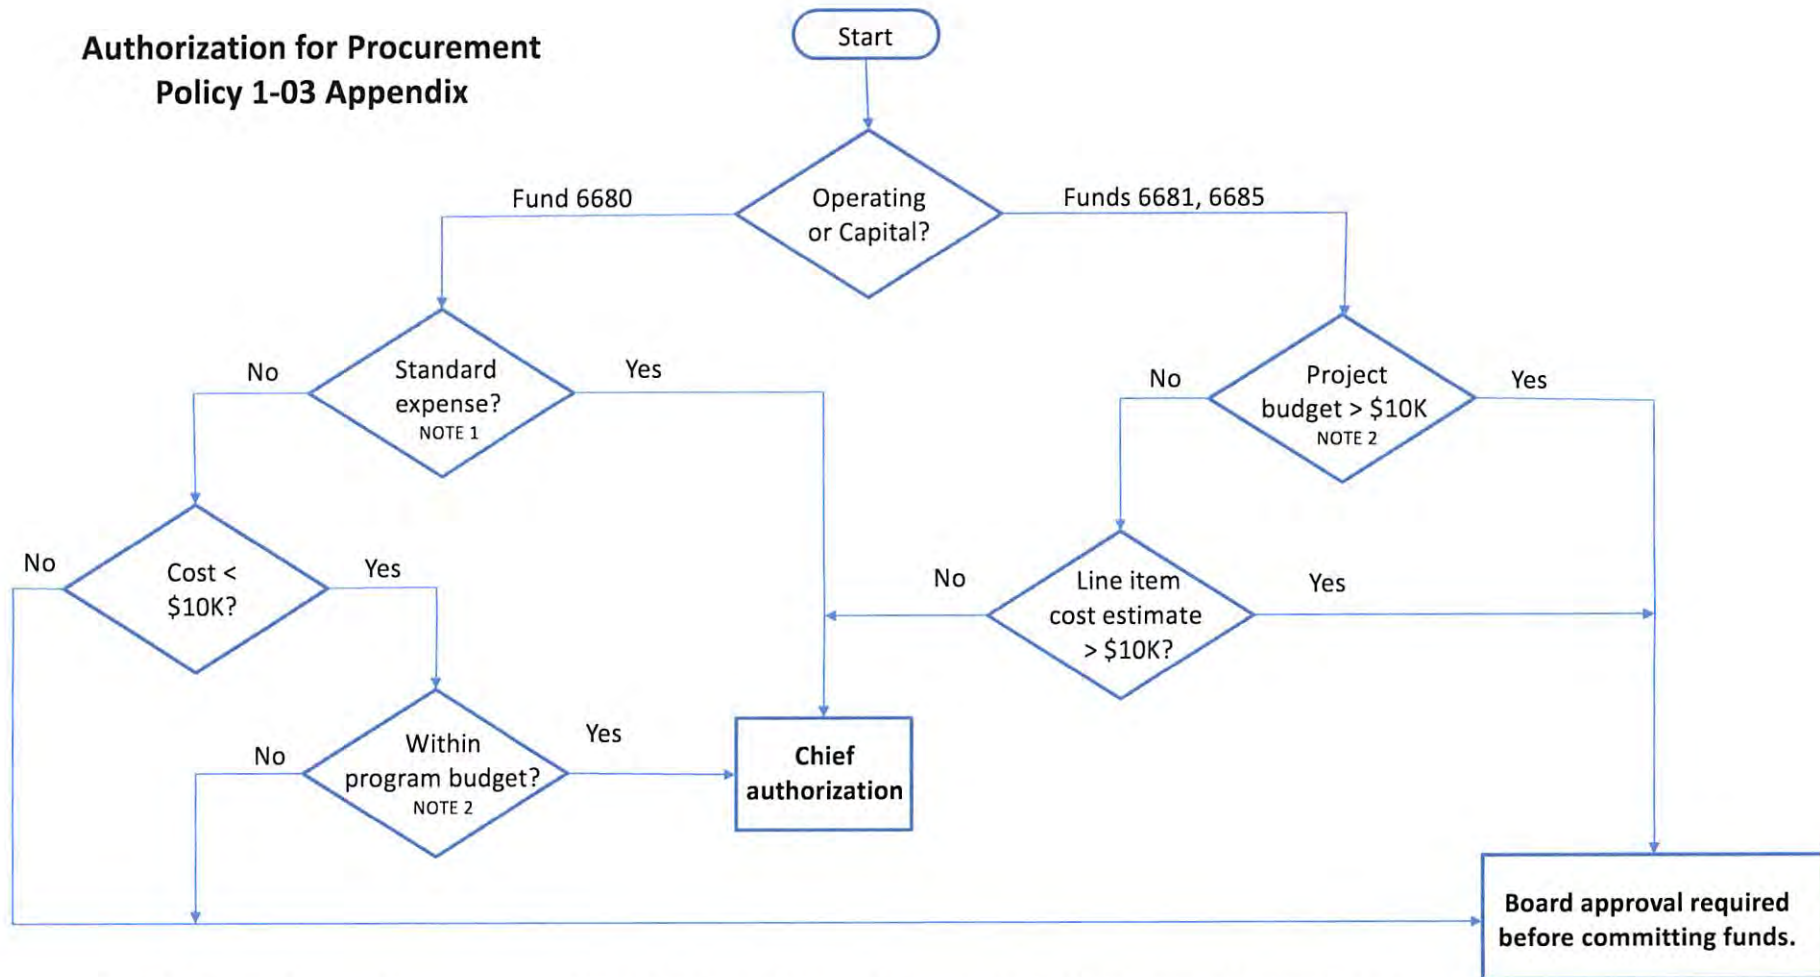 Authorization for Procurement
Policy 1-03 Appendix
Start
Operating
or Capital?
Fund 6680
Funds 6681, 6685
Standard
expense?
NOTE 1
No
Yes
Project
budget > $10K
NOTE 2
No
Yes
Cost <
$10K?
No
Yes
Line item
cost estimate
> $10K?
No
Yes
Within
program budget?
NOTE 2
No
Yes
Chief
authorization
Board approval required
before committing funds.